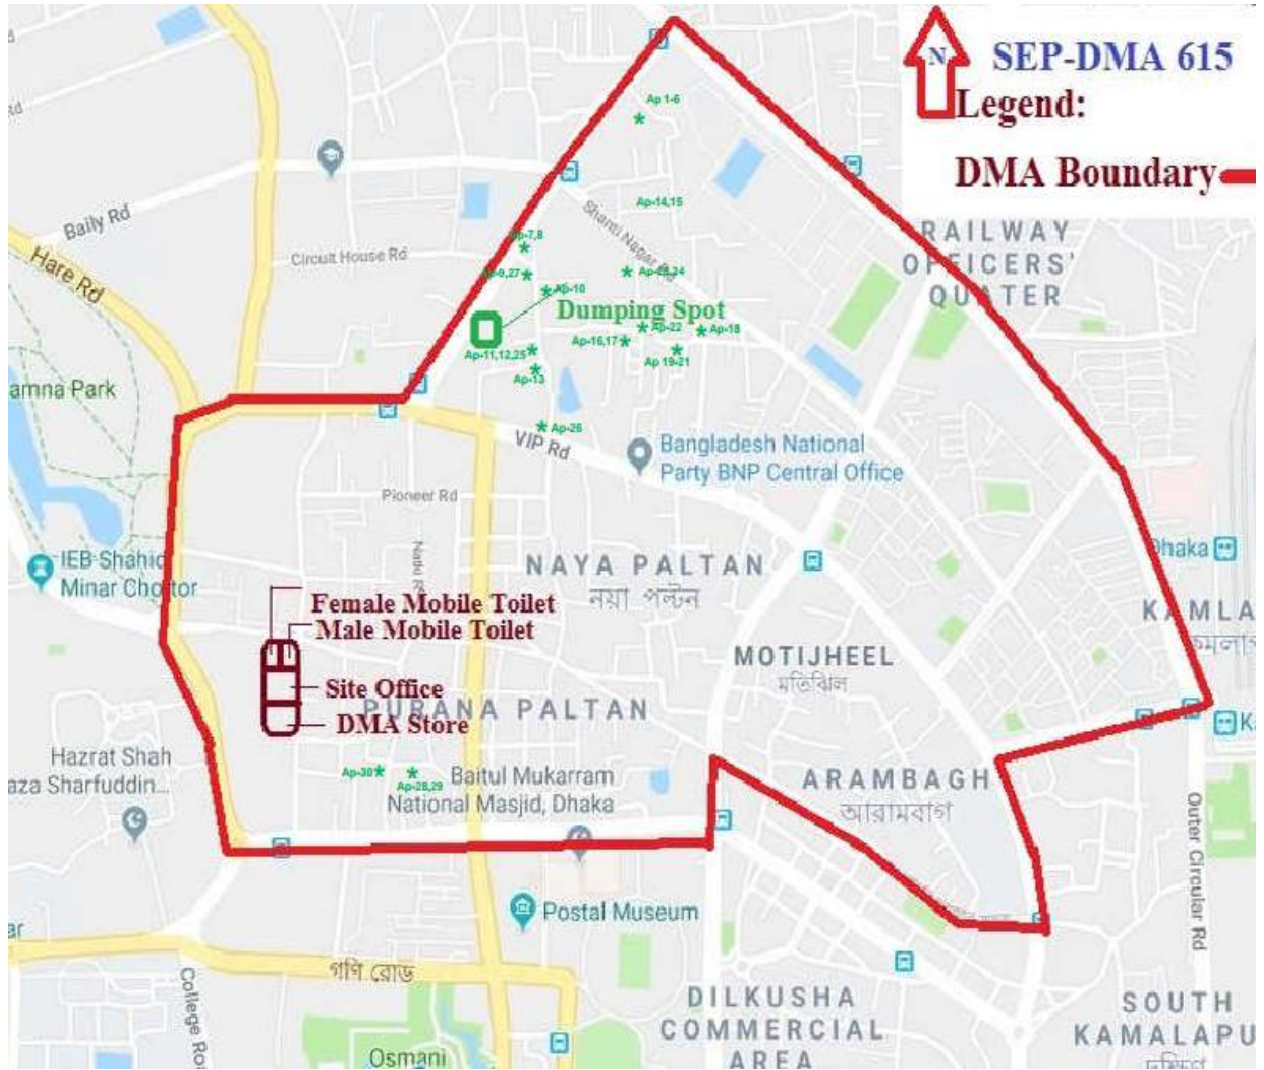 SEP-DMA 615
N
Legend:
DMA Boundary
Ap 1-6
Baily Rd
Hare Rd
Circuit House Rd
Shanti Nagar Rd
Ap-14,15
RAILWAY
OFFICERS'
QUATER
Ap-7,8
Ap-9,27
Ap-10
Dumping Spot
Ap-22
Ap-18
Ap-16,17
Ap 19-21
Ap-11,12,25
Ap-13
amna Park
Ap-26
VIP Rd
Bangladesh National
Party BNP Central Office
Pioneer Rd
IEB Shahid
Minar Chottor
NAYA PALTAN
নয়া পল্টন
Dhaka
KAMLA
Female Mobile Toilet
Male Mobile Toilet
Site Office
DMA Store
PURANA PALTAN
MOTIJHEEL
মতিঝিল
Hazrat Shah
aza Sharfuddin...
Ap-30
Ap-28,29
Baitul Mukarram
National Masjid, Dhaka
ARAMBAGH
আরামবাগ
Outer Circular Rd
Postal Museum
ar
গণি রোড
DILKUSHA
COMMERCIAL
AREA
SOUTH
KAMALAPU
Osmani